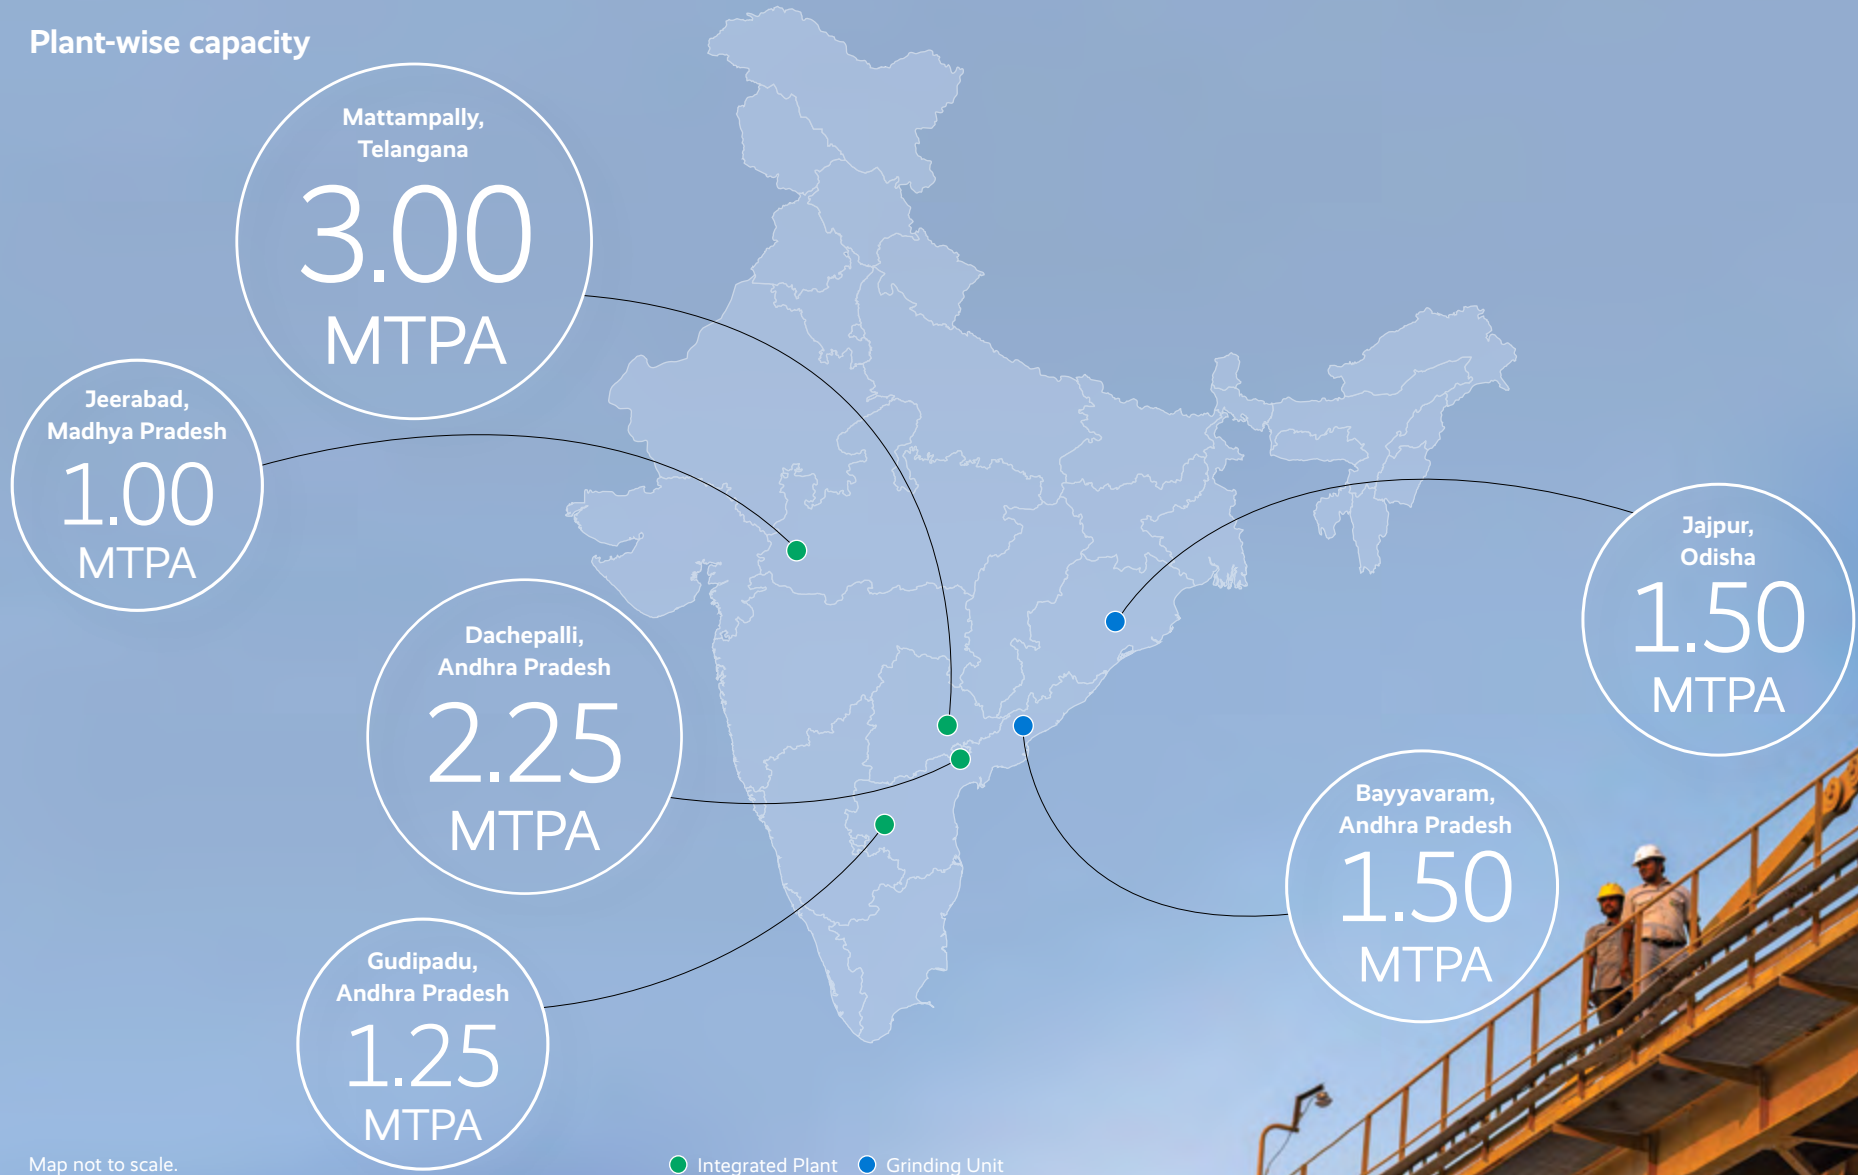 Plant-wise capacity
Mattampally,
Telangana
3.00
MTPA
Jeerabad,
Madhya Pradesh
1.00
MTPA
Dachepalli,
Andhra Pradesh
2.25
MTPA
Gudipadu,
Andhra Pradesh
1.25
MTPA
Jajpur,
Odisha
1.50
MTPA
Bayyavaram,
Andhra Pradesh
1.50
MTPA
Map not to scale.
Integrated Plant
Grinding Unit